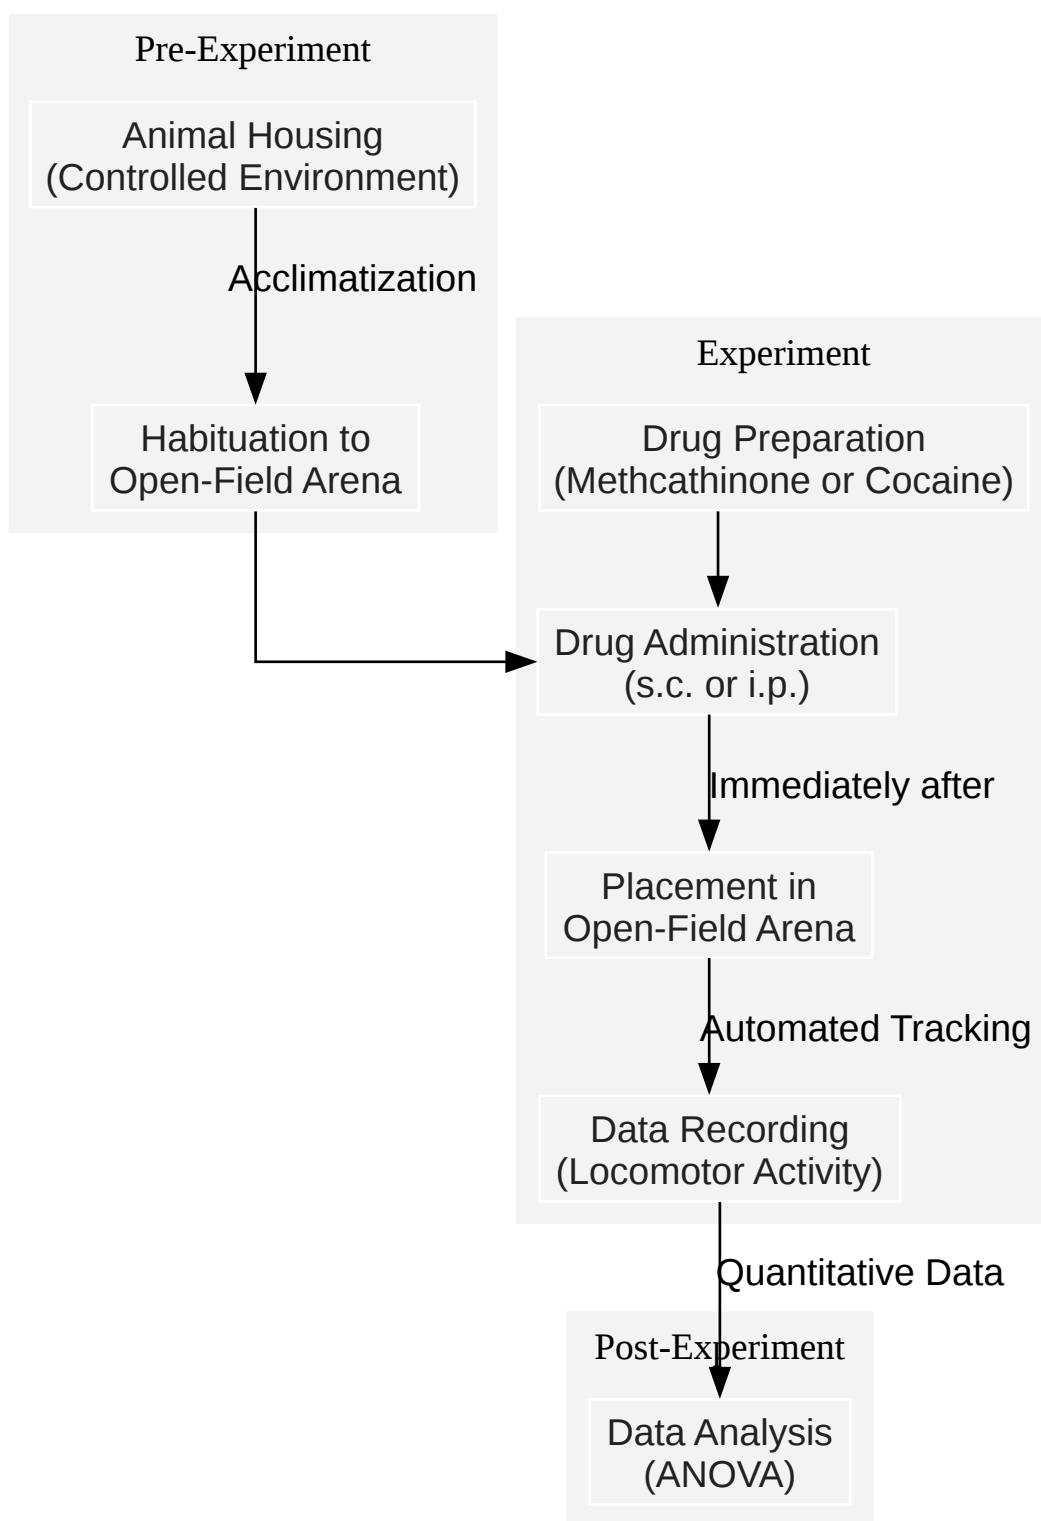 Pre-Experiment
Animal Housing
(Controlled Environment)
Acclimatization
Habituation to
Open-Field Arena
Experiment
Drug Preparation
(Methcathinone or Cocaine)
Drug Administration
(s.c. or i.p.)
Immediately after
Placement in
Open-Field Arena
Automated Tracking
Data Recording
(Locomotor Activity)
Quantitative Data
Post-Experiment
Data Analysis
(ANOVA)